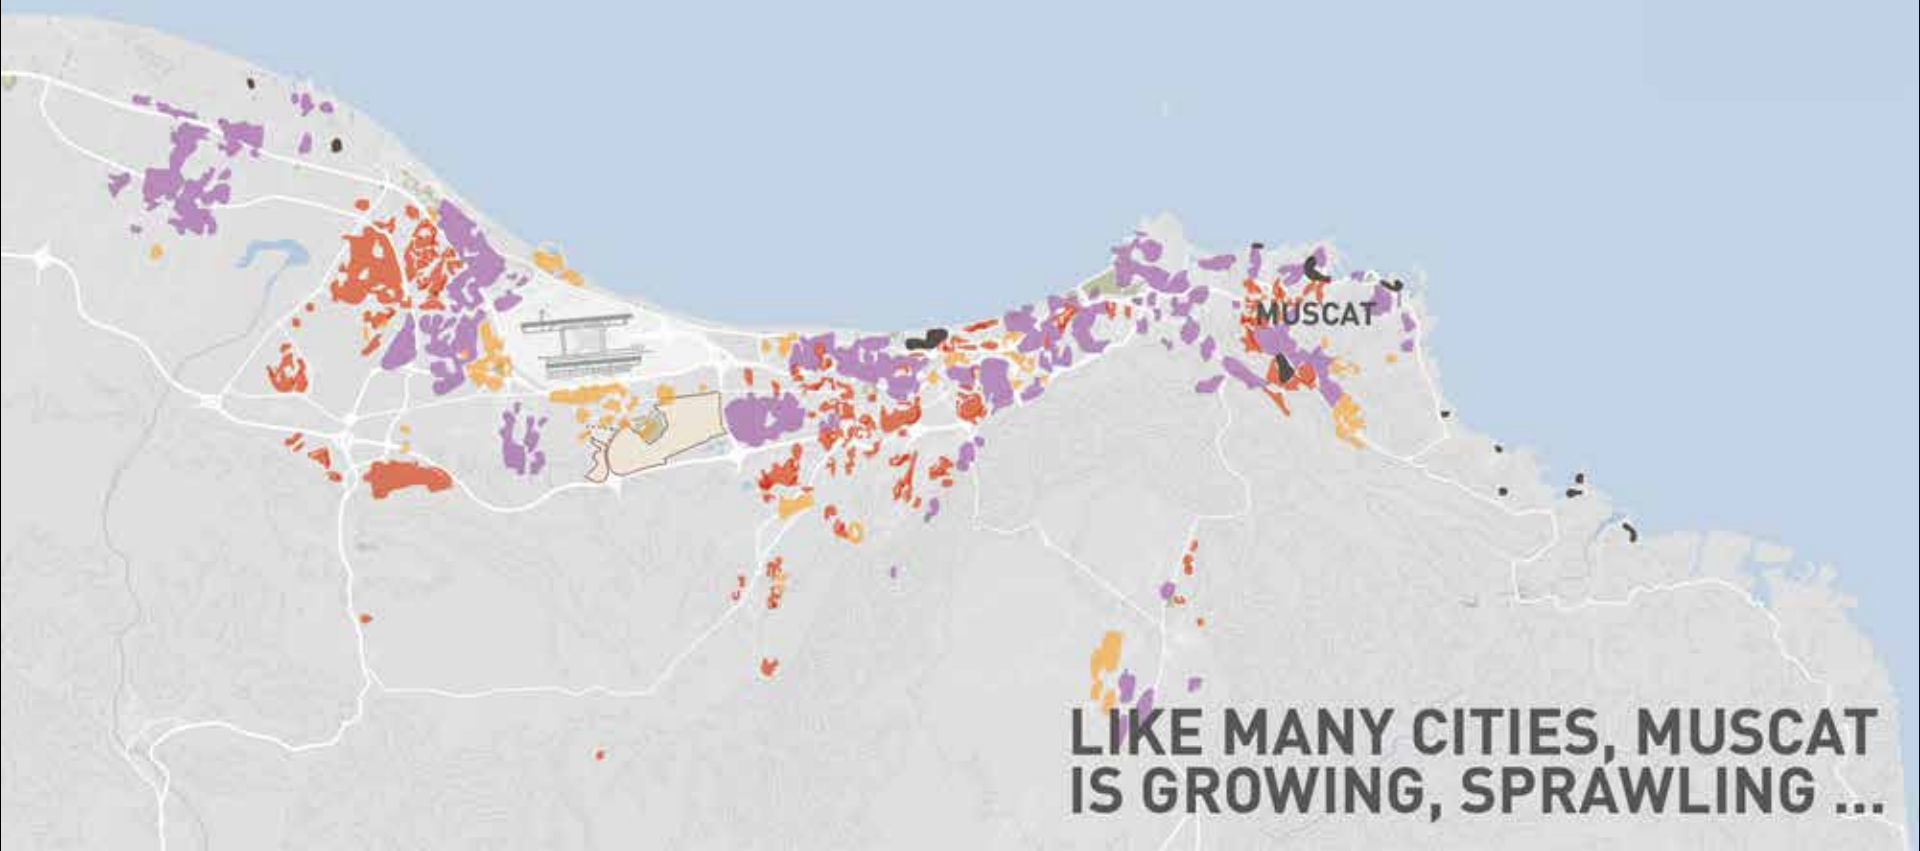 MUSCAT
LIKE MANY CITIES, MUSCAT
IS GROWING, SPRAWLING ...